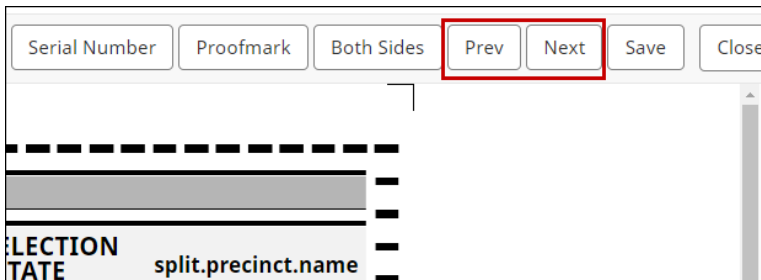 Serial Number Proofmark Both Sides Prev Next Save Close
ELECTION
TATE split.precinct.name